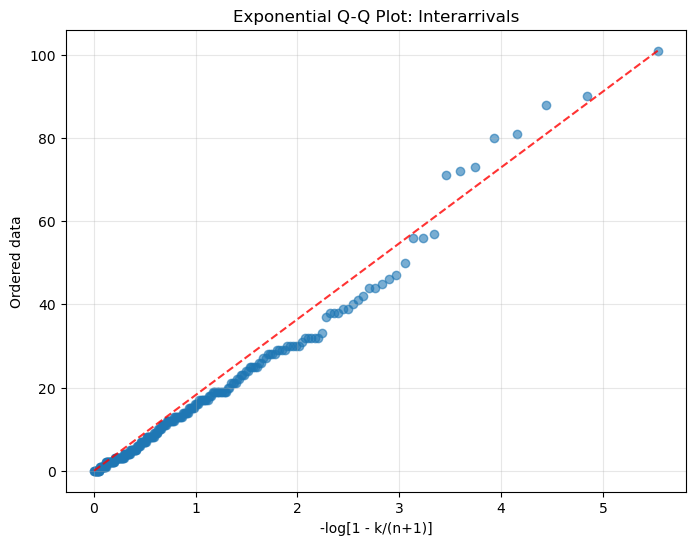 Exponential Q-Q Plot: Interarrivals
100
80
60
40
20
0
Ordered data
0 1 2 3 4 5
-log[1 - k/(n+1)]